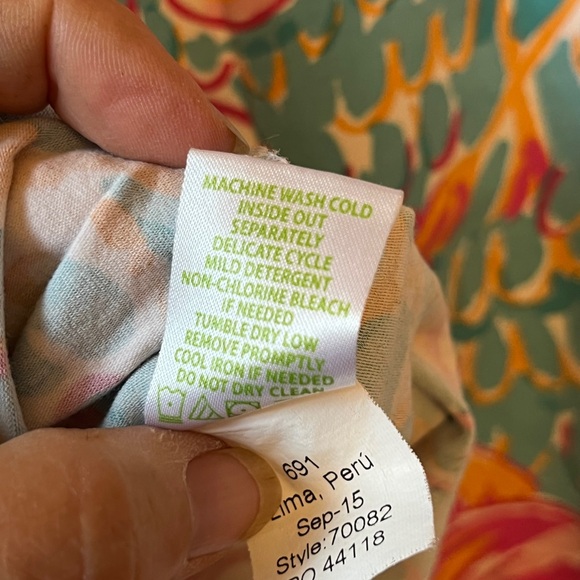 MACHINE WASH COLD
INSIDE OUT
SEPARATELY
DELICATE CYCLE
MILD DETERGENT
NON-CHLORINE BLEACH
IF NEEDED
TUMBLE DRY LOW
REMOVE PROMPTLY
COOL IRON IF NEEDED
DO NOT DRY CLEAN
691
Lima, Perú
Sep-15
Style:70082
PO 44118